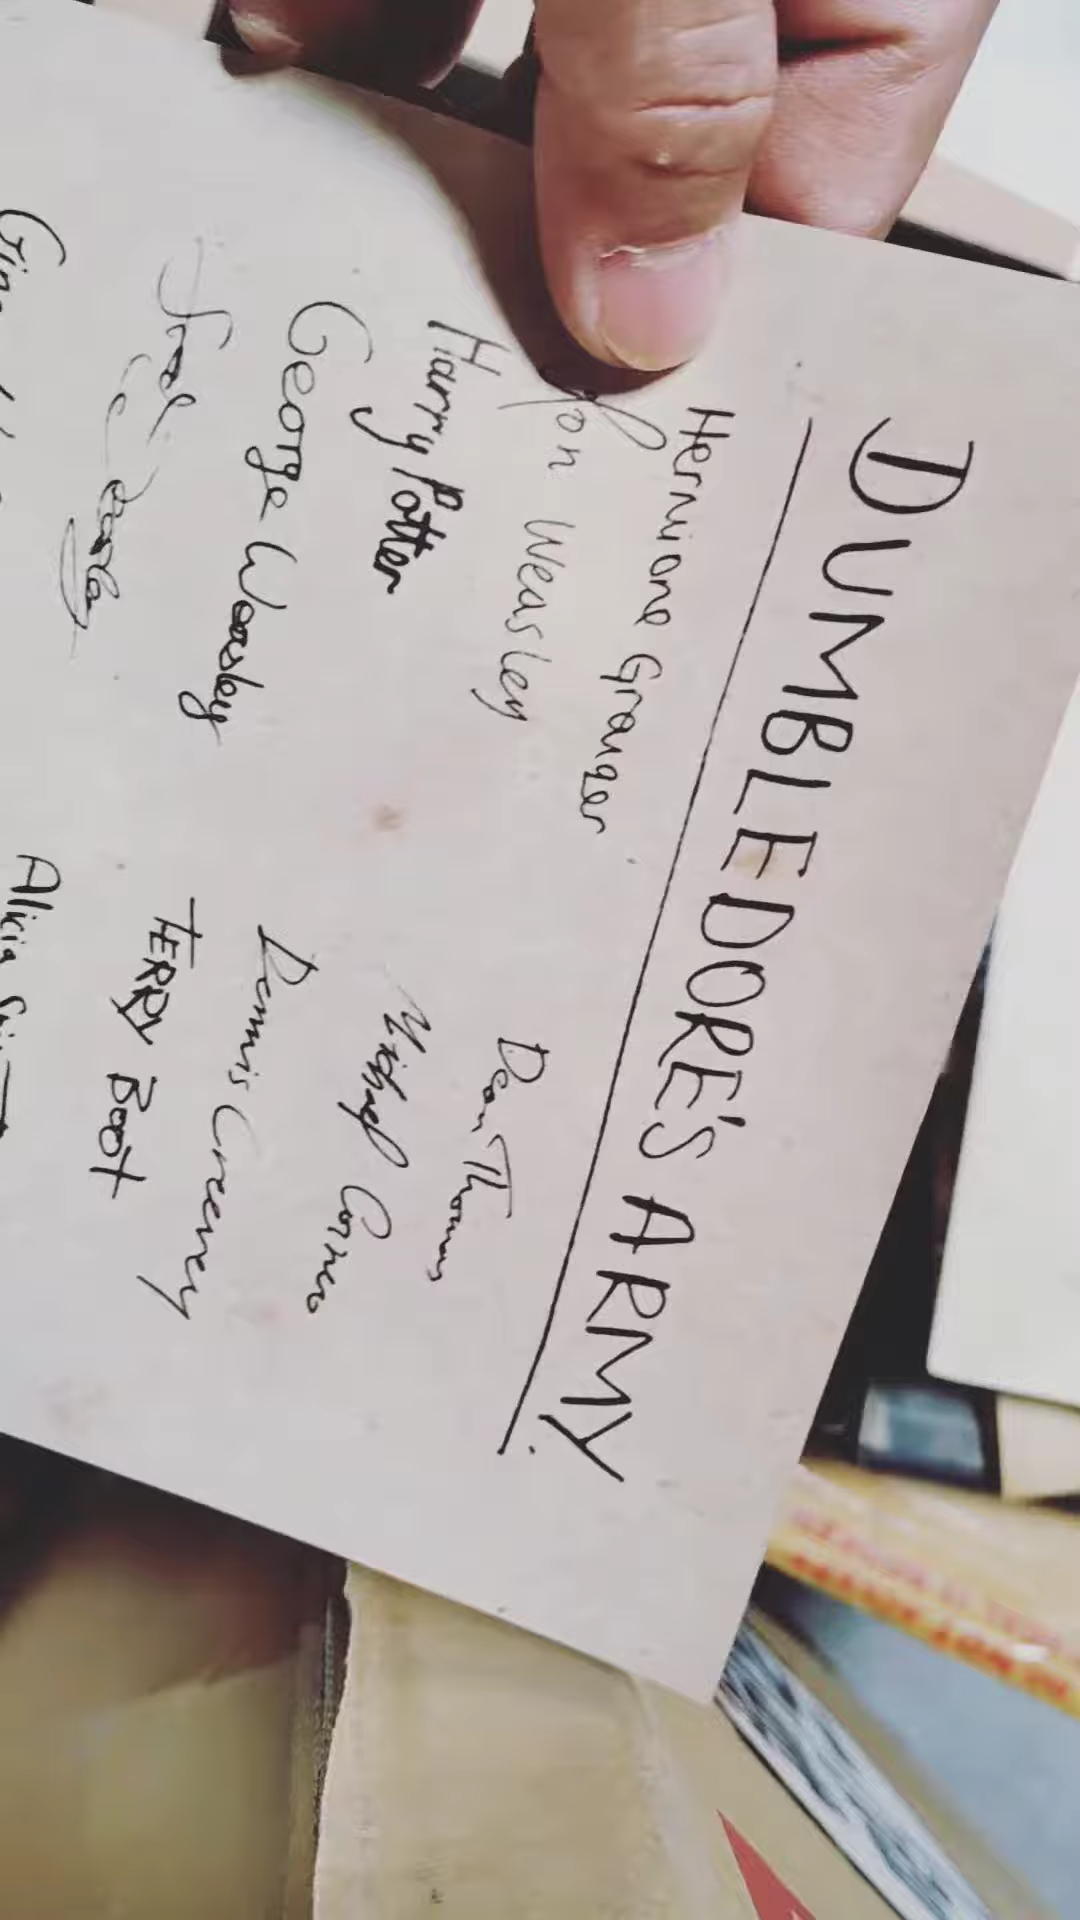 DUMBLEDORE'S ARMY
Hermione Granger
Ron Weasley
Harry Potter
George Weasley
Fred Weasley
Dean Thomas
Michael Corner
Dennis Creevey
TERRY BOOT
Alicia